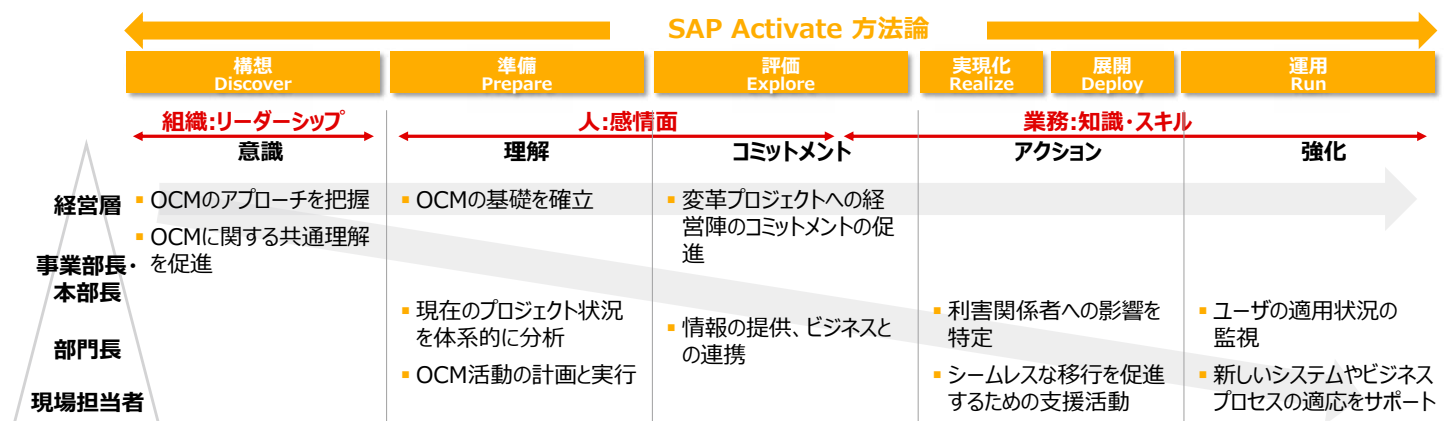 SAP Activate 方法論
構想
Discover
準備
Prepare
評価
Explore
実現化
Realize
展開
Deploy
運用
Run
組織:リーダーシップ
人:感情面
業務:知識・スキル
意識
理解
コミットメント
アクション
強化
経営層
事業部長・
本部長
部門長
現場担当者
▪ OCMのアプローチを把握
▪ OCMに関する共通理解
を促進
▪ OCMの基礎を確立
▪ 現在のプロジェクト状況
を体系的に分析
▪ OCM活動の計画と実行
▪ 変革プロジェクトへの経
営陣のコミットメントの促
進
▪ 情報の提供、ビジネスと
の連携
▪ 利害関係者への影響を
特定
▪ シームレスな移行を促進
するための支援活動
▪ ユーザの適用状況の
監視
▪ 新しいシステムやビジネス
プロセスの適応をサポート